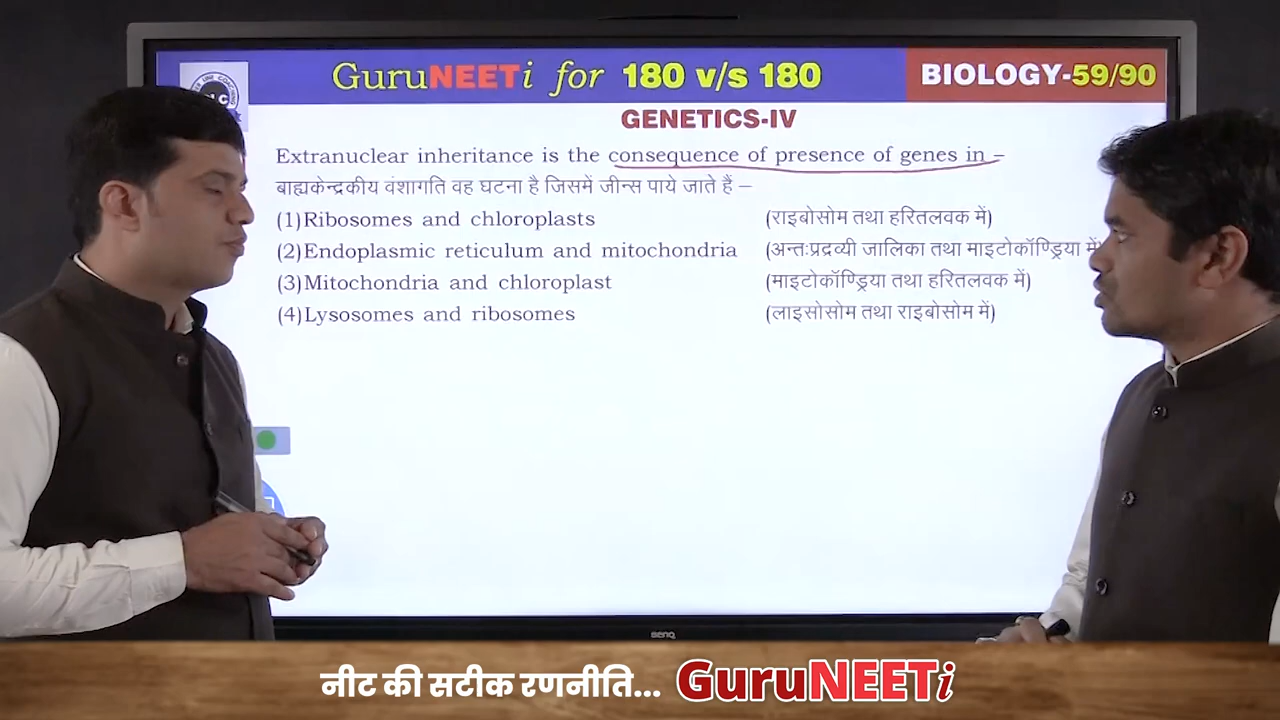 GuruNEETi for 180 v/s 180
BIOLOGY-59/90
GENETICS-IV
Extranuclear inheritance is the consequence of presence of genes in –
बाह्यकेन्द्रकीय वंशागति वह घटना है जिसमें जीन्स पाये जाते हैं –
(1)Ribosomes and chloroplasts (राइबोसोम तथा हरितलवक में)
(2)Endoplasmic reticulum and mitochondria (अन्तःप्रदव्यी जालिका तथा माइटोकॉण्ड्रिया में)
(3)Mitochondria and chloroplast (माइटोकॉण्ड्रिया तथा हरितलवक में)
(4)Lysosomes and ribosomes (लाइसोसोम तथा राइबोसोम में)
BENQ
नीट की सटीक रणनीति... GuruNEETi